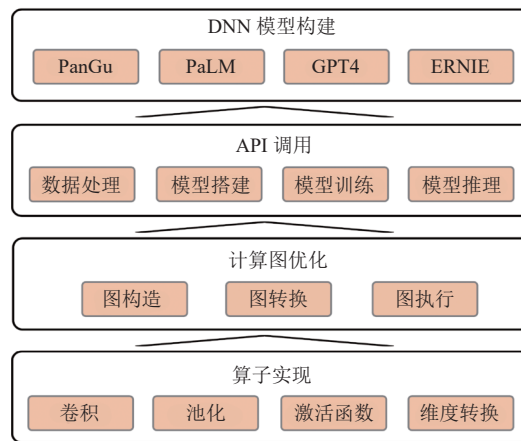 DNN 模型构建
PanGu PaLM GPT4 ERNIE
API 调用
数据处理 模型搭建 模型训练 模型推理
计算图优化
图构造 图转换 图执行
算子实现
卷积 池化 激活函数 维度转换